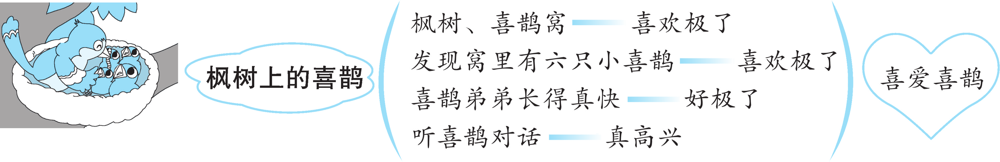 枫树上的喜鹊
枫树、喜鹊窝——喜欢极了
发现窝里有六只小喜鹊——喜欢极了
喜鹊弟弟长得真快——好极了
听喜鹊对话——真高兴
喜爱喜鹊